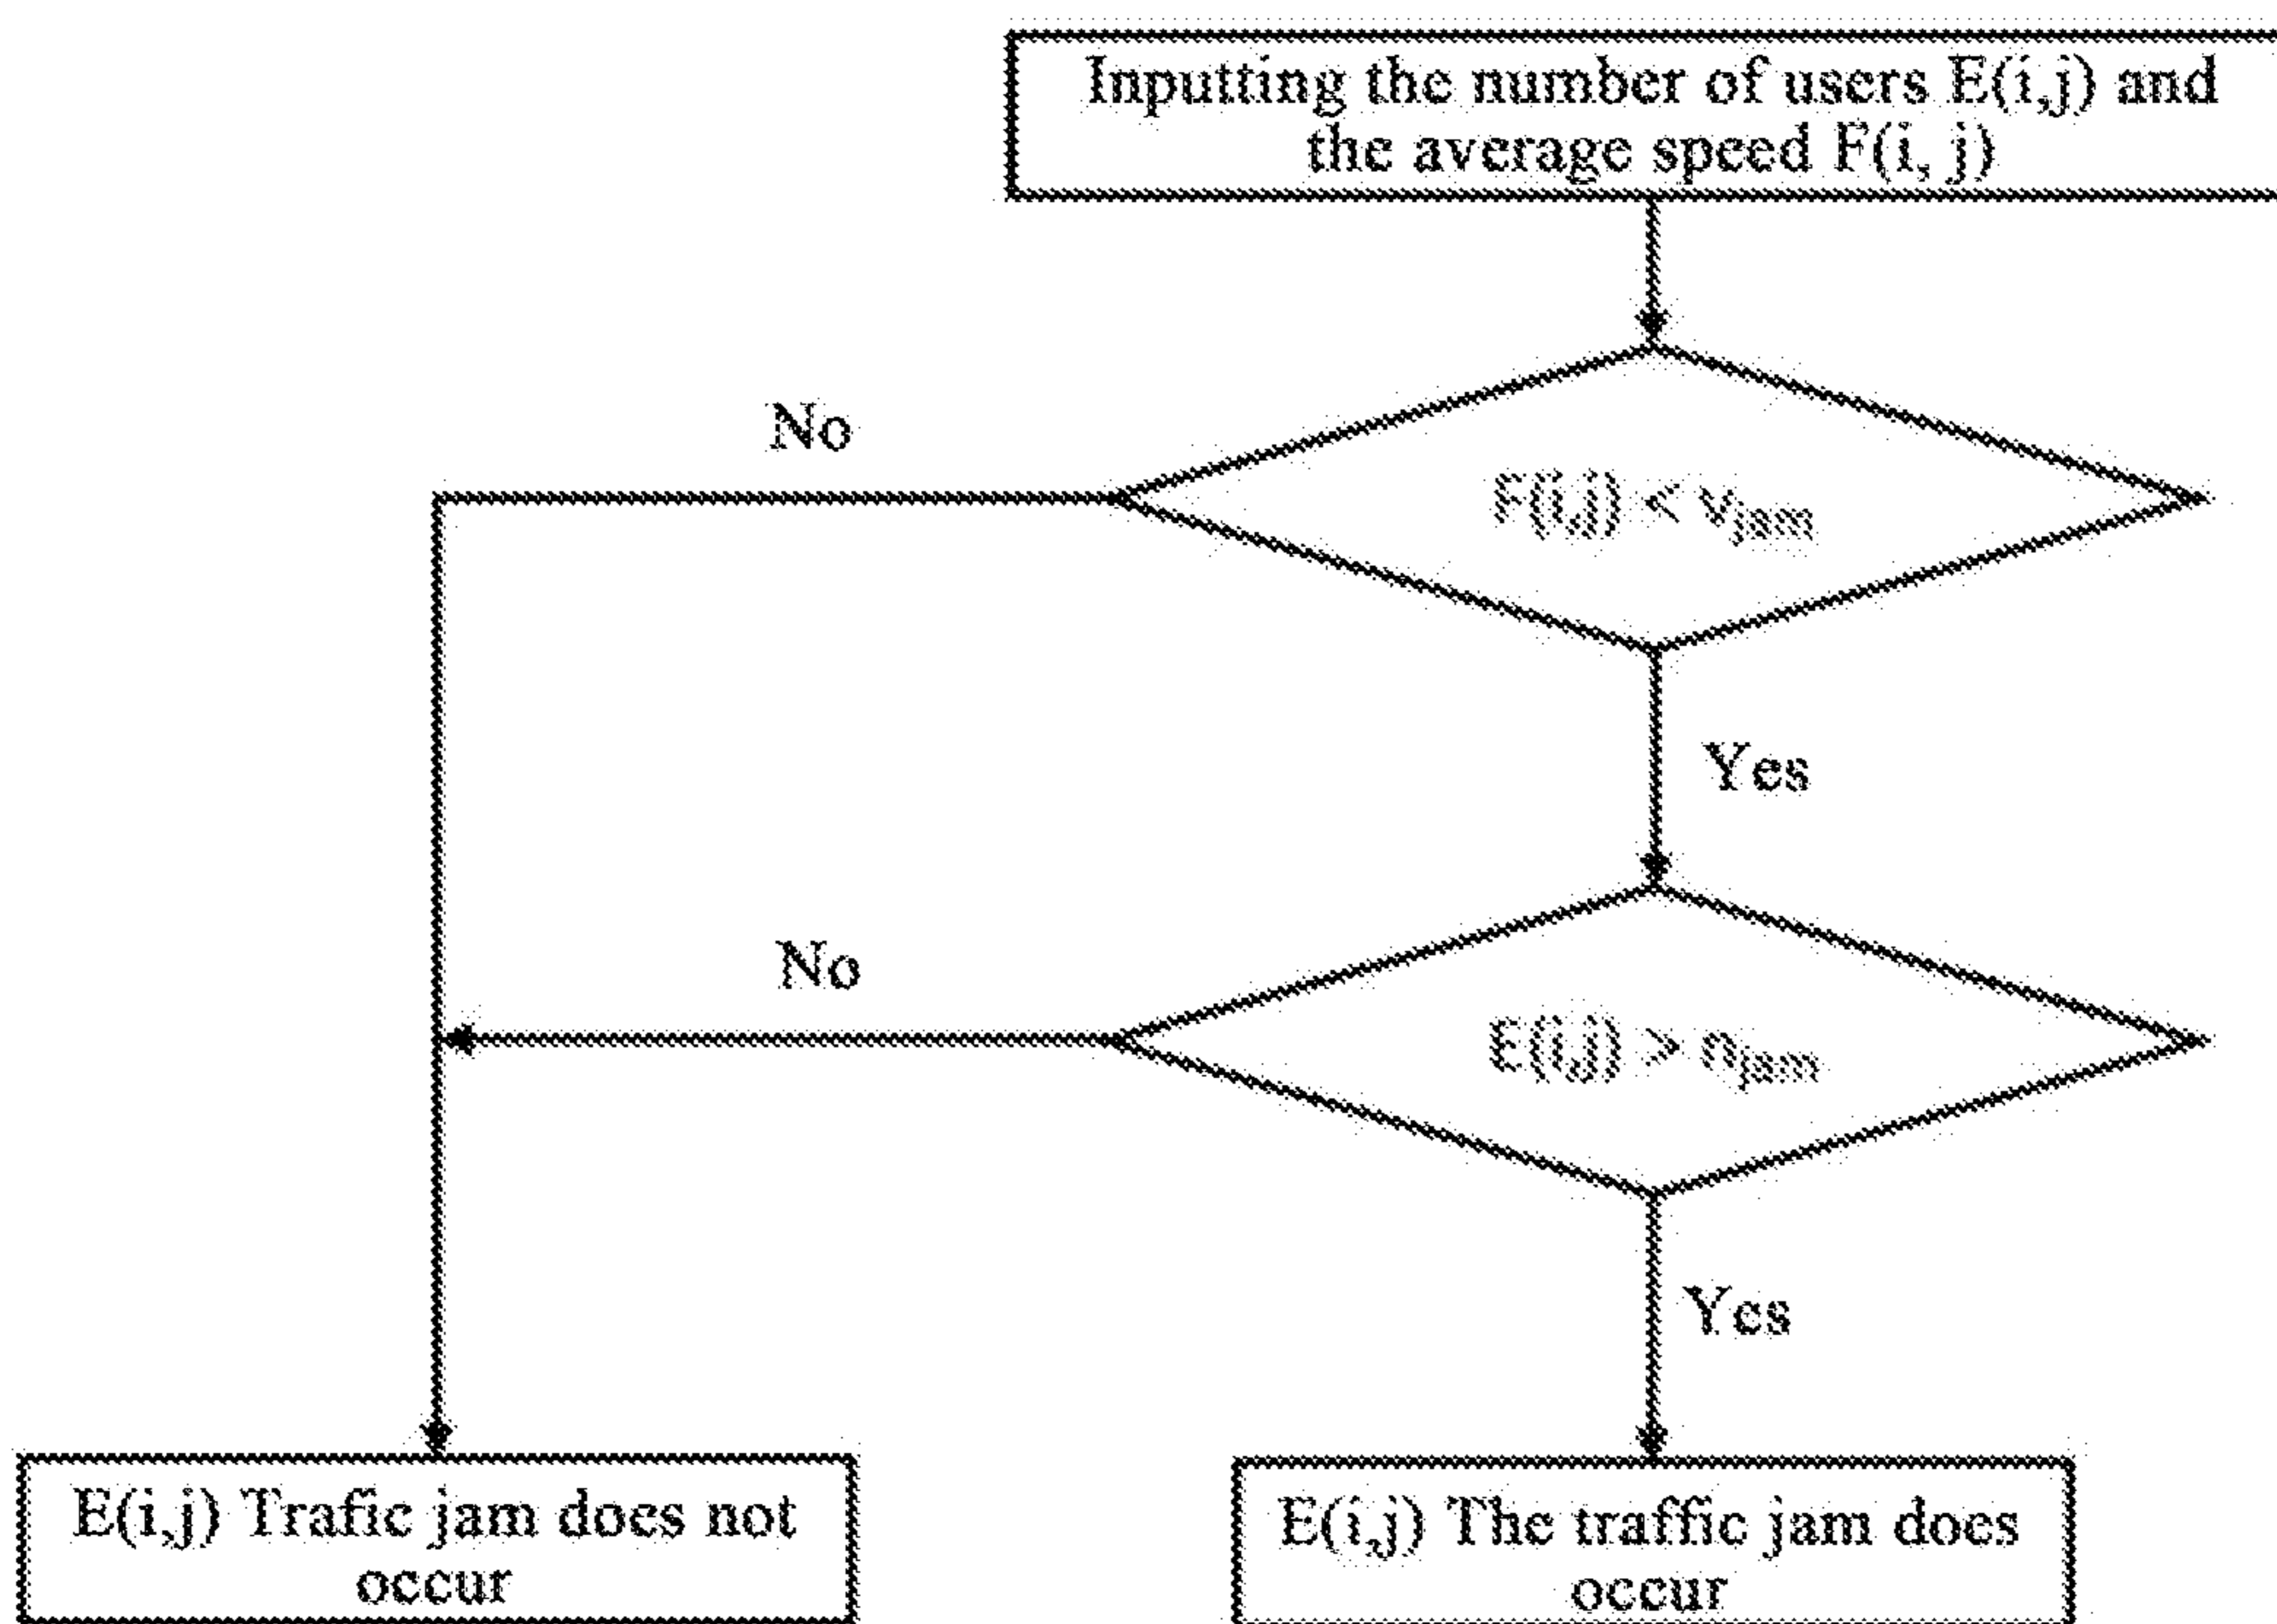 Inputting the number of users E(i,j) and
the average speed F(i, j)
No
F(i,j) < vjam
Yes
No
E(i,j) > njam
Yes
E(i,j) Trafic jam does not
occur
E(i,j) The traffic jam does
occur